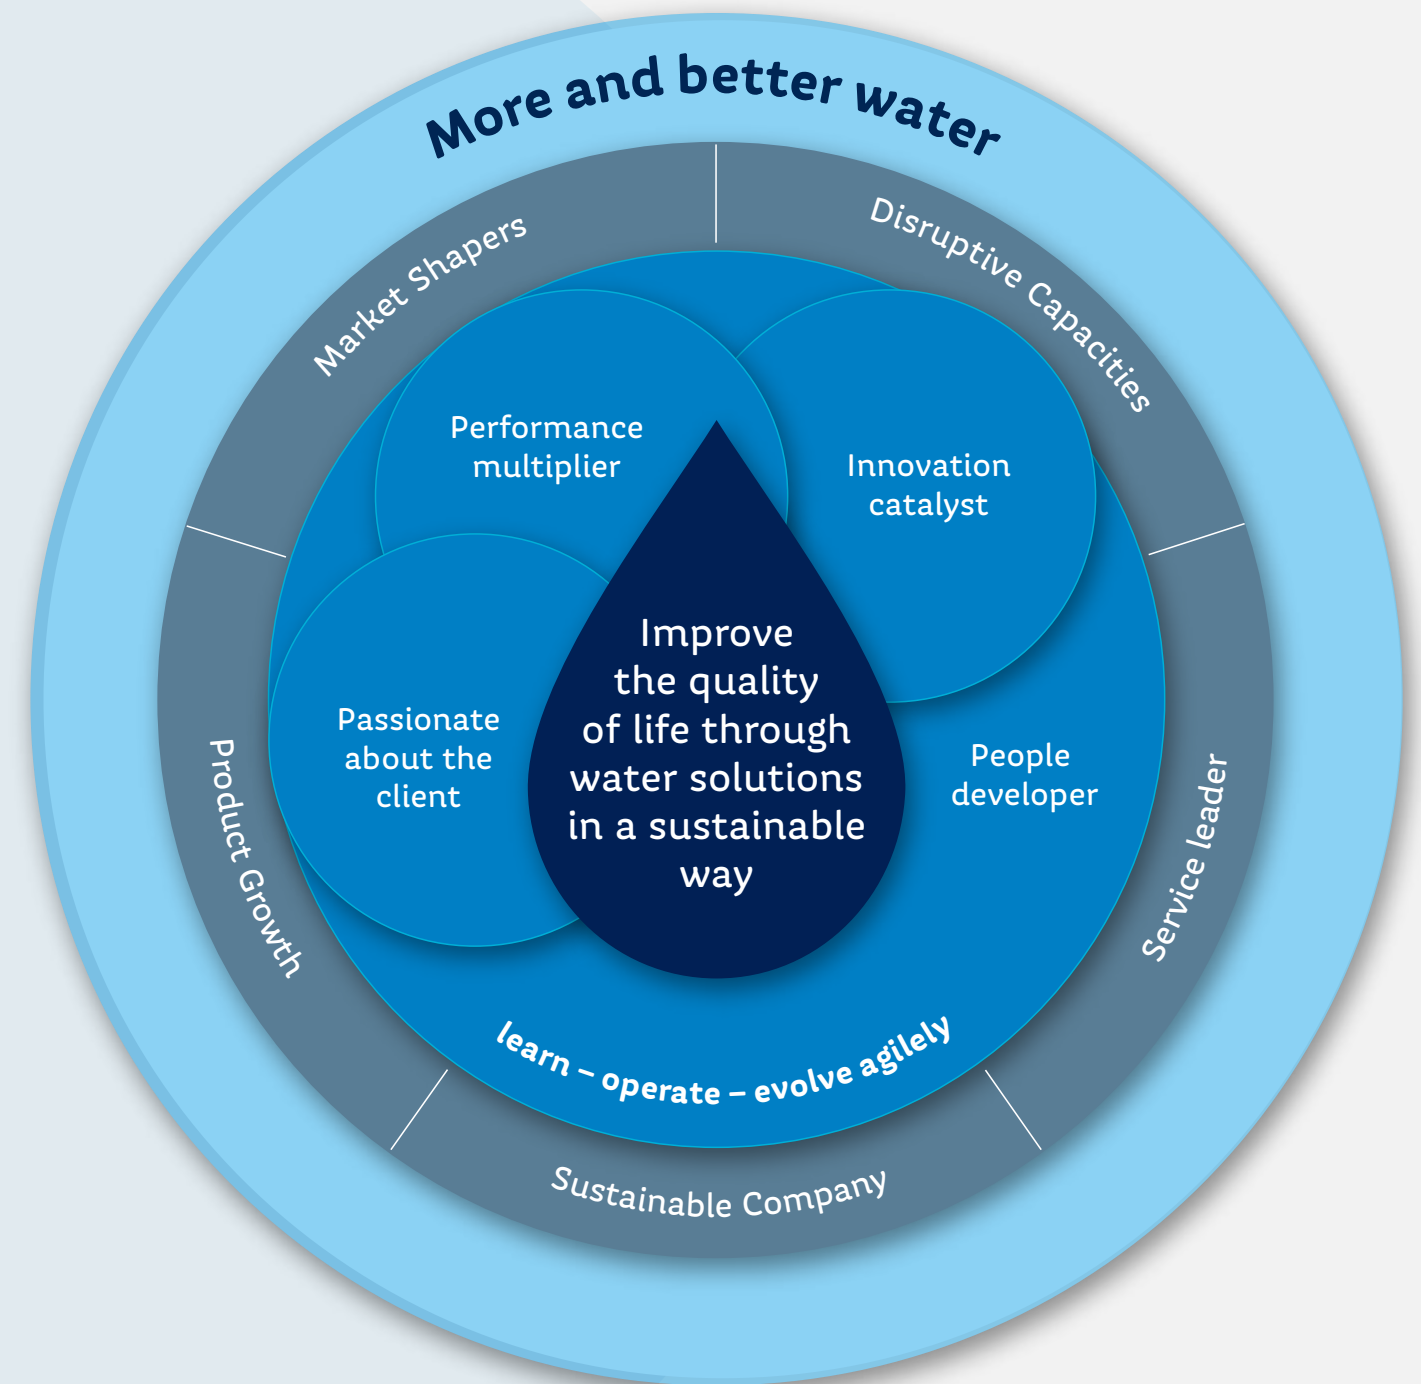 More and better water
Market Shapers
Disruptive Capacities
Performance
multiplier
Innovation
catalyst
Improve
the quality
of life through
water solutions
in a sustainable
way
Passionate
about the
client
People
developer
Product Growth
Service leader
learn – operate – evolve agilely
Sustainable Company